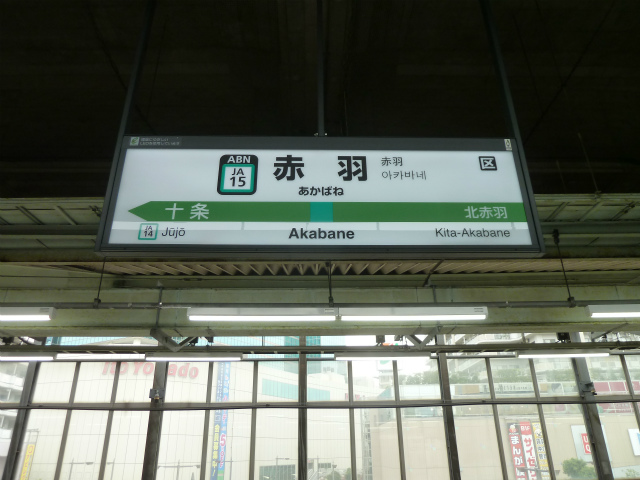 ABN
JA
15
赤羽
赤羽
아카바네
区
あかばね
十条
北赤羽
JA
14
Jūjō
Akabane
Kita-Akabane